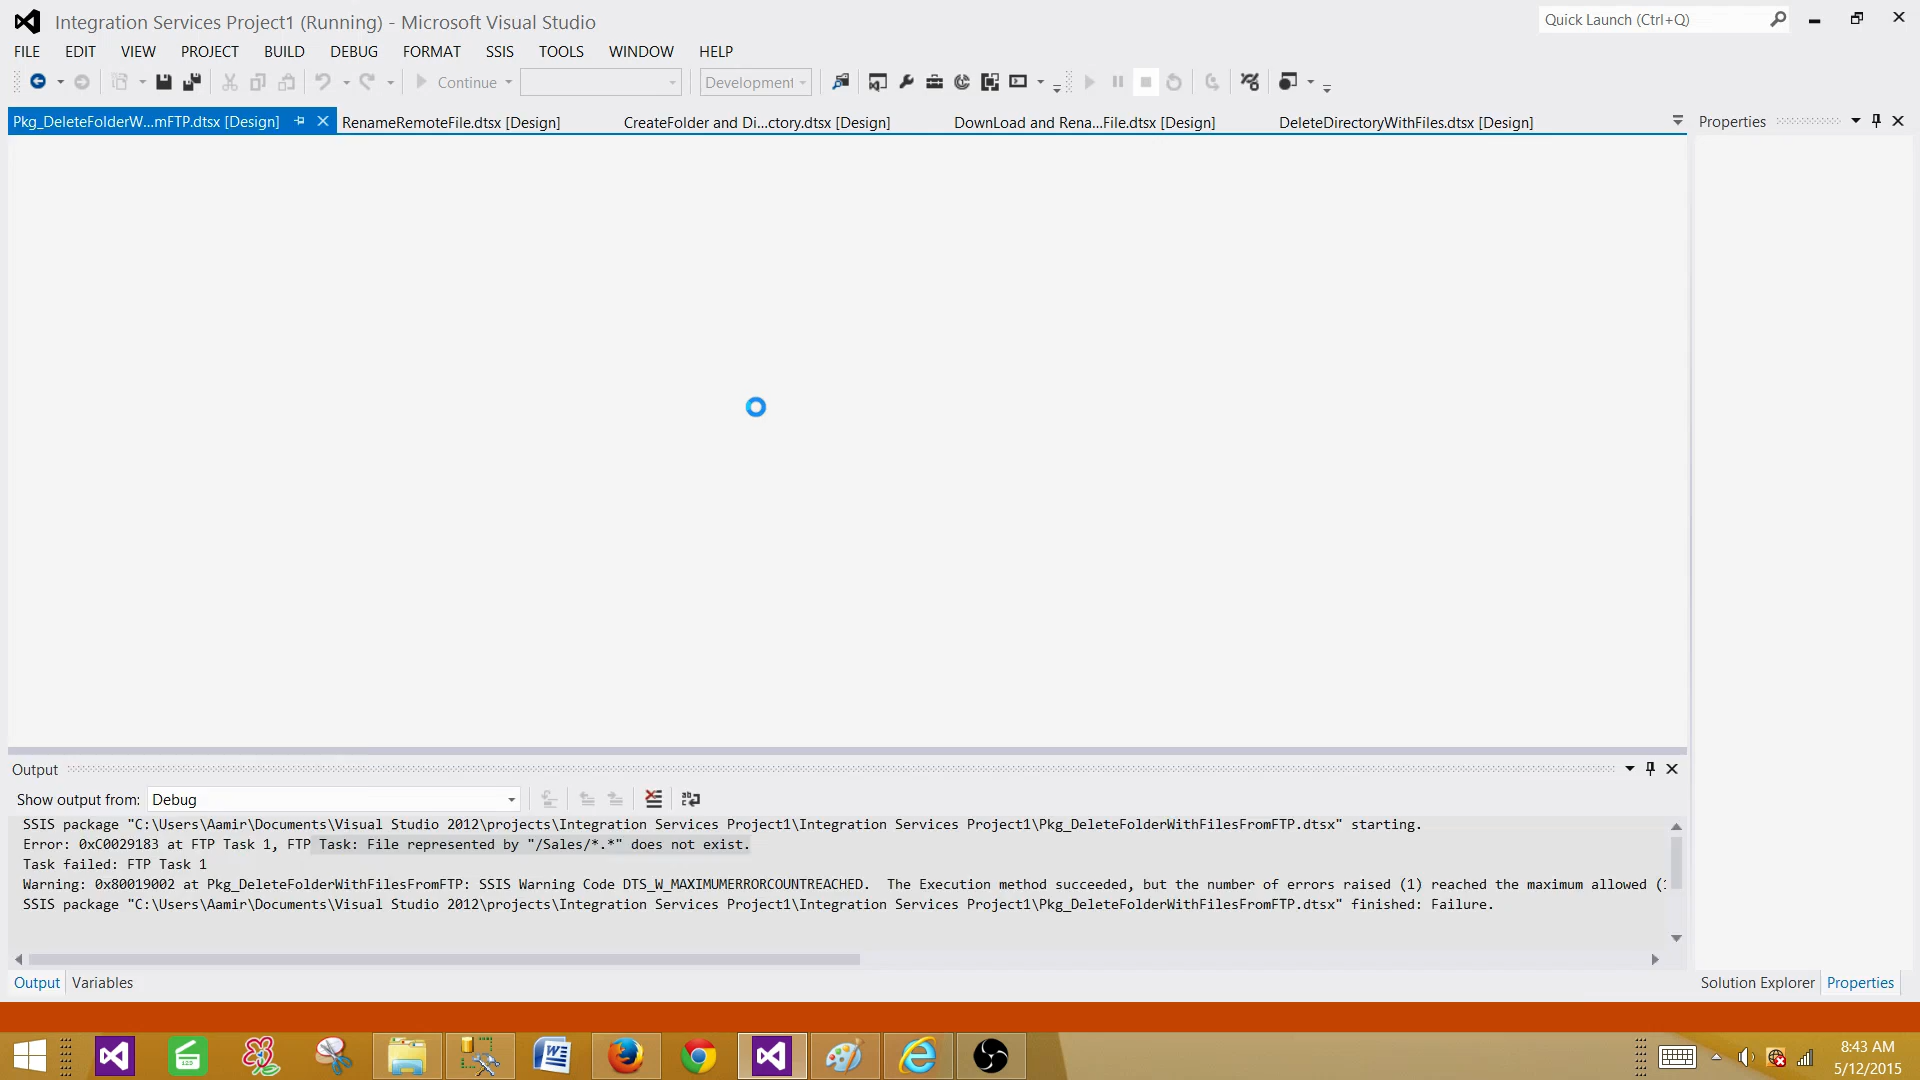 Integration Services Project1 (Running) - Microsoft Visual Studio
Quick Launch (Ctrl+Q)
FILE EDIT VIEW PROJECT BUILD DEBUG FORMAT SSIS TOOLS WINDOW HELP
Continue Development
Pkg_DeleteFolderW...mFTP.dtsx [Design] RenameRemoteFile.dtsx [Design] CreateFolder and Di...ctory.dtsx [Design] DownLoad and Rena...File.dtsx [Design] DeleteDirectoryWithFiles.dtsx [Design]
Properties
Output
Show output from: Debug
SSIS package "C:\Users\Aamir\Documents\Visual Studio 2012\projects\Integration Services Project1\Integration Services Project1\Pkg_DeleteFolderWithFilesFromFTP.dtsx" starting.
Error: 0xC0029183 at FTP Task 1, FTP Task: File represented by "/Sales/*.*" does not exist.
Task failed: FTP Task 1
Warning: 0x80019002 at Pkg_DeleteFolderWithFilesFromFTP: SSIS Warning Code DTS_W_MAXIMUMERRORCOUNTREACHED.  The Execution method succeeded, but the number of errors raised (1) reached the maximum allowed (
SSIS package "C:\Users\Aamir\Documents\Visual Studio 2012\projects\Integration Services Project1\Integration Services Project1\Pkg_DeleteFolderWithFilesFromFTP.dtsx" finished: Failure.
Output Variables
Solution Explorer Properties
8:43 AM
5/12/2015